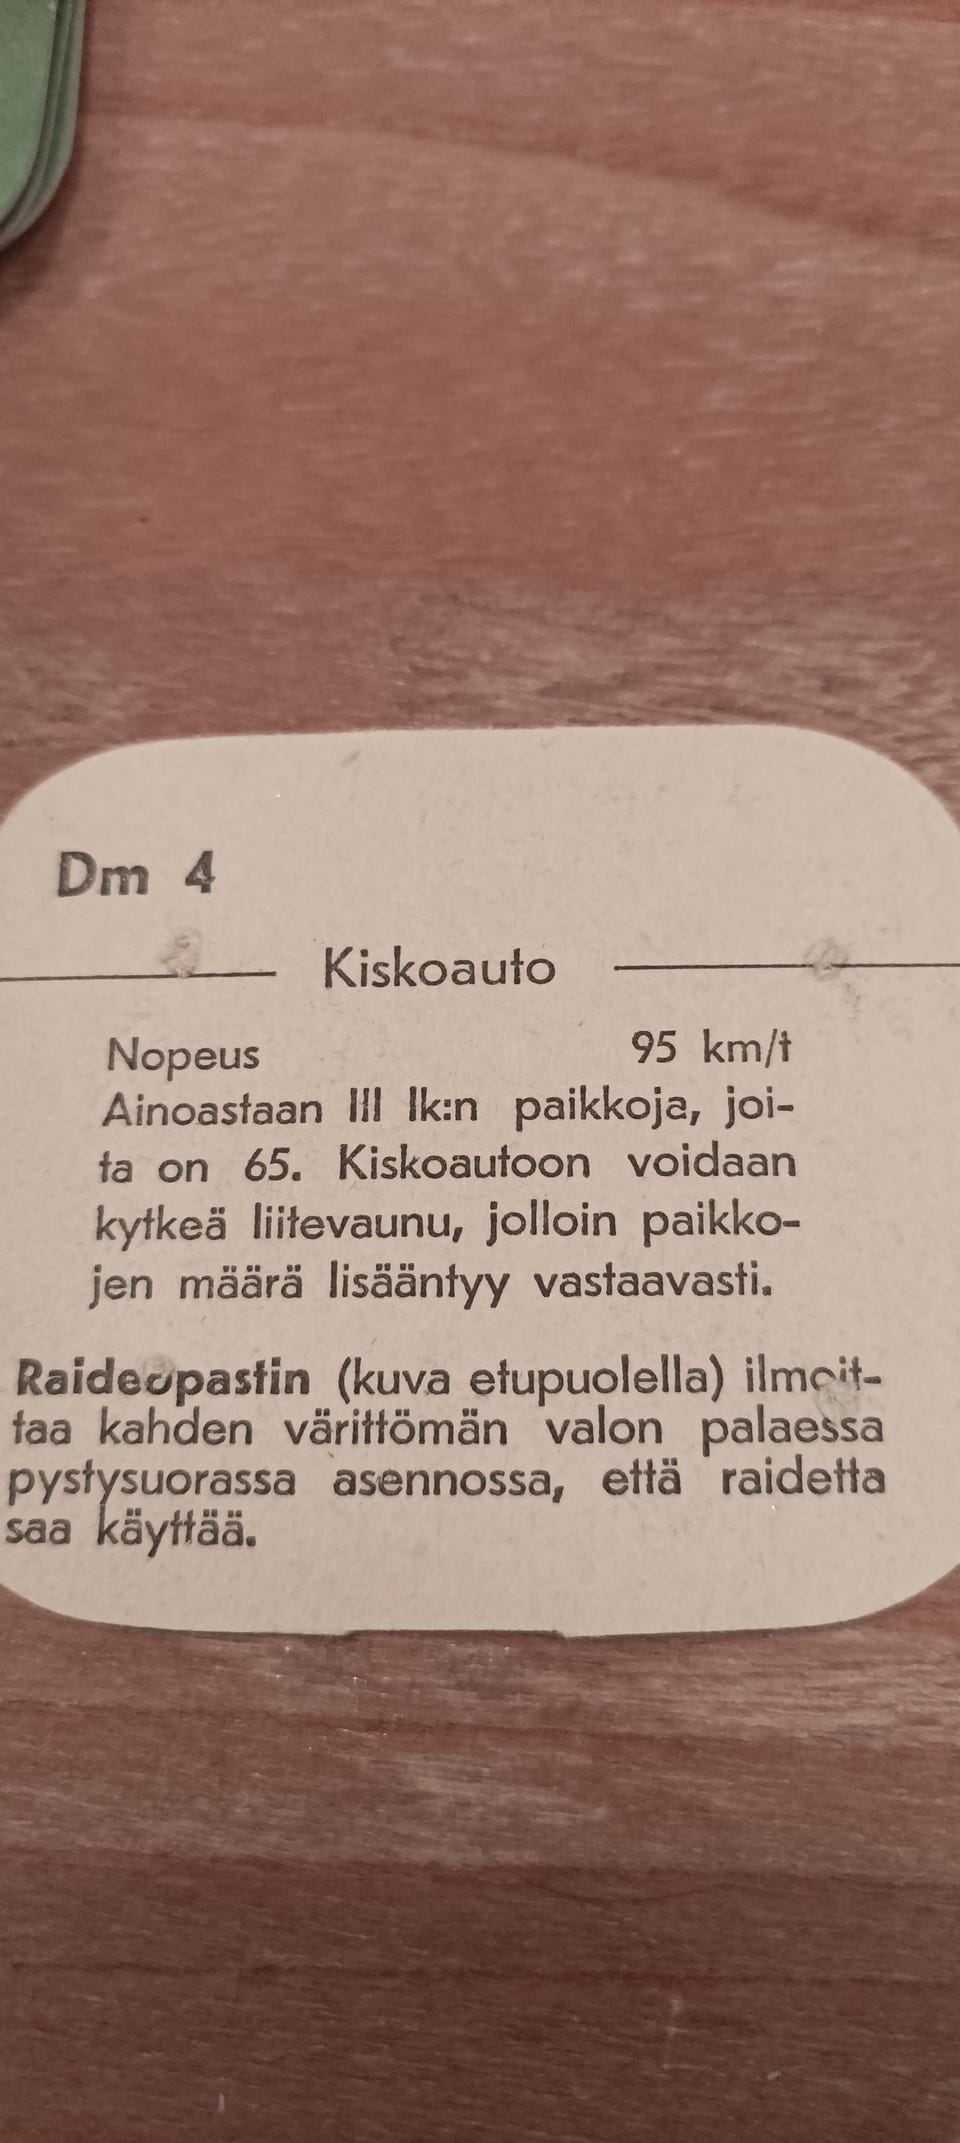 Dm 4
Kiskoauto
Nopeus 95 km/t
Ainoastaan III lk:n paikkoja, joi-
ta on 65. Kiskoautoon voidaan
kytkeä liitevaunu, jolloin paikko-
jen määrä lisääntyy vastaavasti.
Raideopastin (kuva etupuolella) ilmoit-
taa kahden värittömän valon palaessa
pystysuorassa asennossa, että raidetta
saa käyttää.